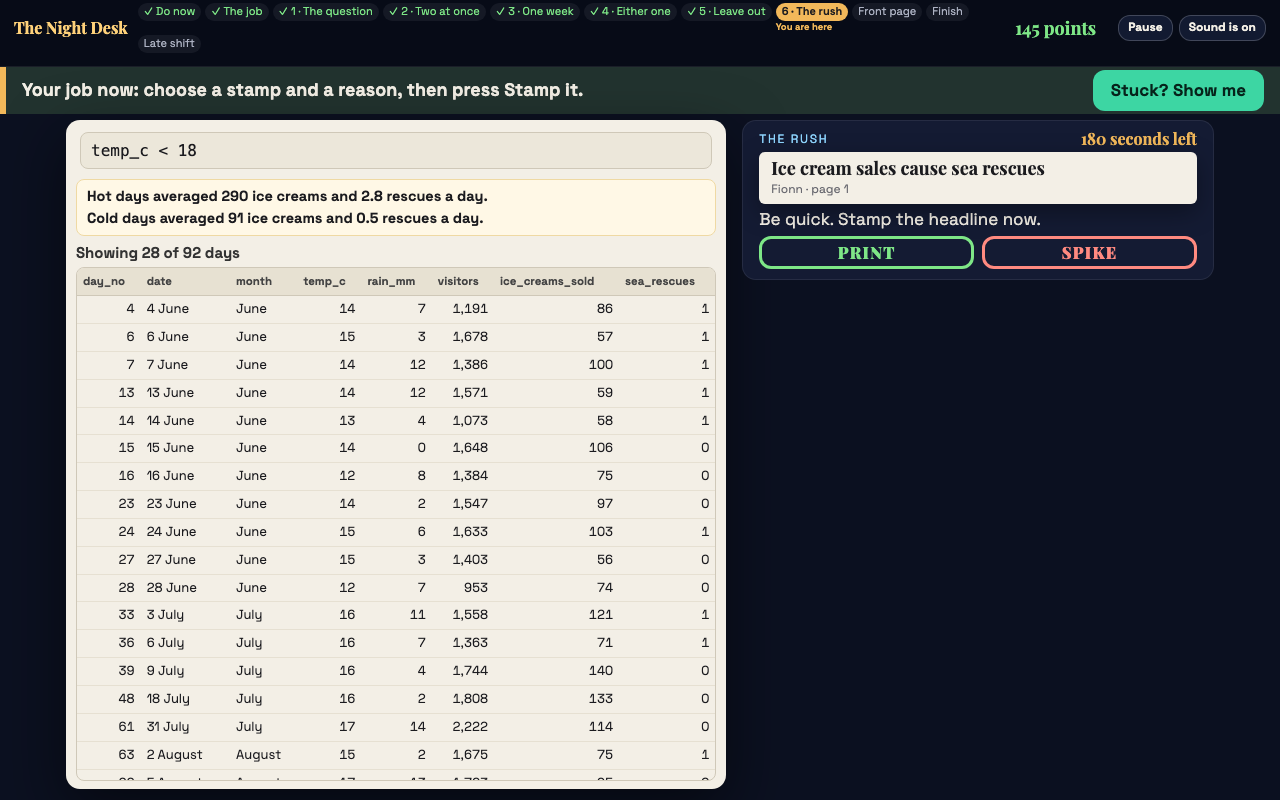 The Night Desk
✓ Do now ✓ The job ✓ 1 · The question ✓ 2 · Two at once ✓ 3 · One week ✓ 4 · Either one ✓ 5 · Leave out 6 · The rush Front page Finish
You are here
Late shift
145 points
Pause Sound is on
Your job now: choose a stamp and a reason, then press Stamp it.
Stuck? Show me
temp_c < 18
Hot days averaged 290 ice creams and 2.8 rescues a day.
Cold days averaged 91 ice creams and 0.5 rescues a day.
Showing 28 of 92 days
day_no date month temp_c rain_mm visitors ice_creams_sold sea_rescues
4 4 June June 14 7 1,191 86 1
6 6 June June 15 3 1,678 57 1
7 7 June June 14 12 1,386 100 1
13 13 June June 14 12 1,571 59 1
14 14 June June 13 4 1,073 58 1
15 15 June June 14 0 1,648 106 0
16 16 June June 12 8 1,384 75 0
23 23 June June 14 2 1,547 97 0
24 24 June June 15 6 1,633 103 1
27 27 June June 15 3 1,403 56 0
28 28 June June 12 7 953 74 0
33 3 July July 16 11 1,558 121 1
36 6 July July 16 7 1,363 71 1
39 9 July July 16 4 1,744 140 0
48 18 July July 16 2 1,808 133 0
61 31 July July 17 14 2,222 114 0
63 2 August August 15 2 1,675 75 1
THE RUSH
180 seconds left
Ice cream sales cause sea rescues
Fionn · page 1
Be quick. Stamp the headline now.
PRINT SPIKE